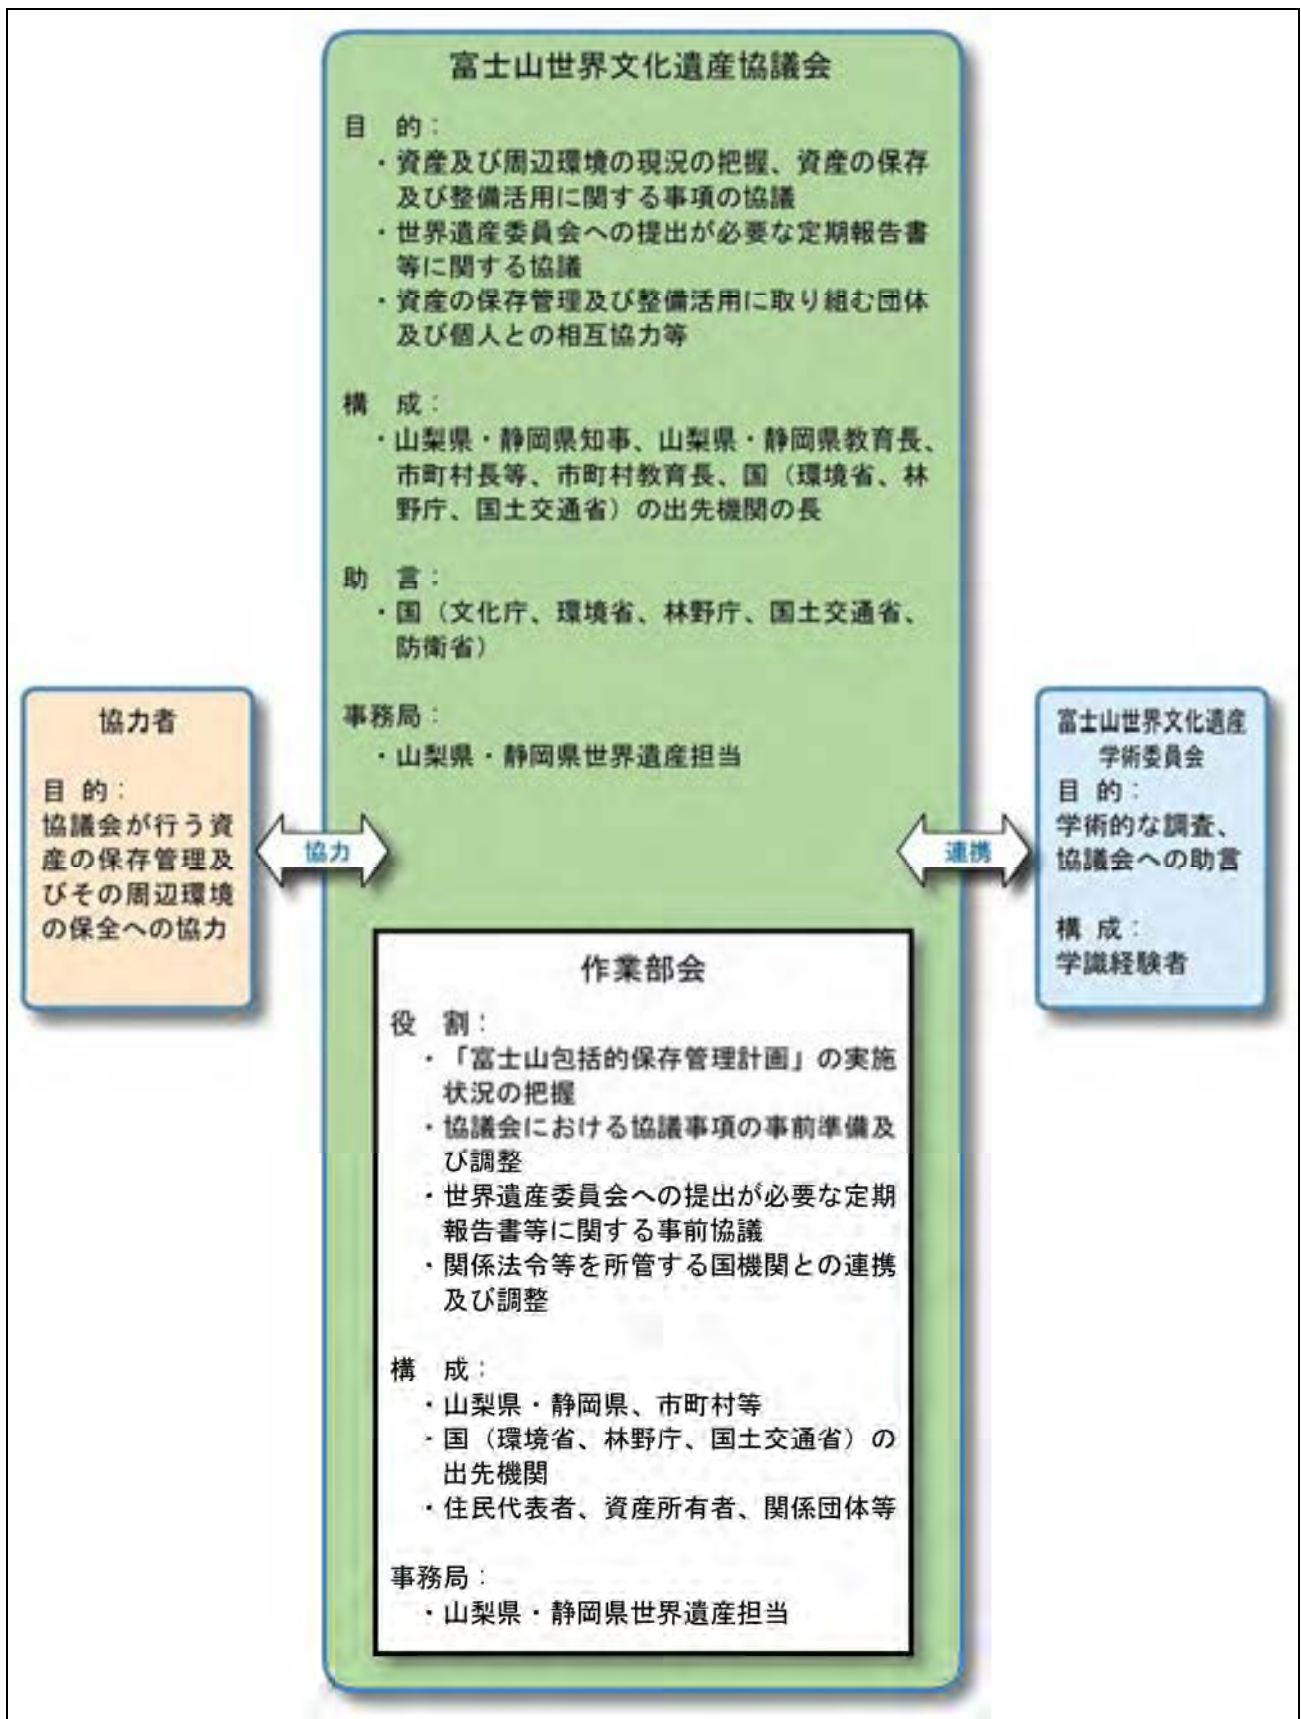 富士山世界文化遺産協議会
目 的：
・資産及び周辺環境の現況の把握、資産の保存
及び整備活用に関する事項の協議
・世界遺産委員会への提出が必要な定期報告書
等に関する協議
・資産の保存管理及び整備活用に取り組む団体
及び個人との相互協力等
構 成：
・山梨県・静岡県知事、山梨県・静岡県教育長、
市町村長等、市町村教育長、国（環境省、林
野庁、国土交通省）の出先機関の長
助 言：
・国（文化庁、環境省、林野庁、国土交通省、
防衛省）
事務局：
・山梨県・静岡県世界遺産担当
協力者
目 的：
協議会が行う資
産の保存管理及
びその周辺環境
の保全への協力
協力
連携
富士山世界文化遺産
学術委員会
目 的：
学術的な調査、
協議会への助言
構 成：
学識経験者
作業部会
役 割：
・「富士山包括的保存管理計画」の実施
状況の把握
・協議会における協議事項の事前準備及
び調整
・世界遺産委員会への提出が必要な定期
報告書等に関する事前協議
・関係法令等を所管する国機関との連携
及び調整
構 成：
・山梨県・静岡県、市町村等
・国（環境省、林野庁、国土交通省）の
出先機関
・住民代表者、資産所有者、関係団体等
事務局：
・山梨県・静岡県世界遺産担当